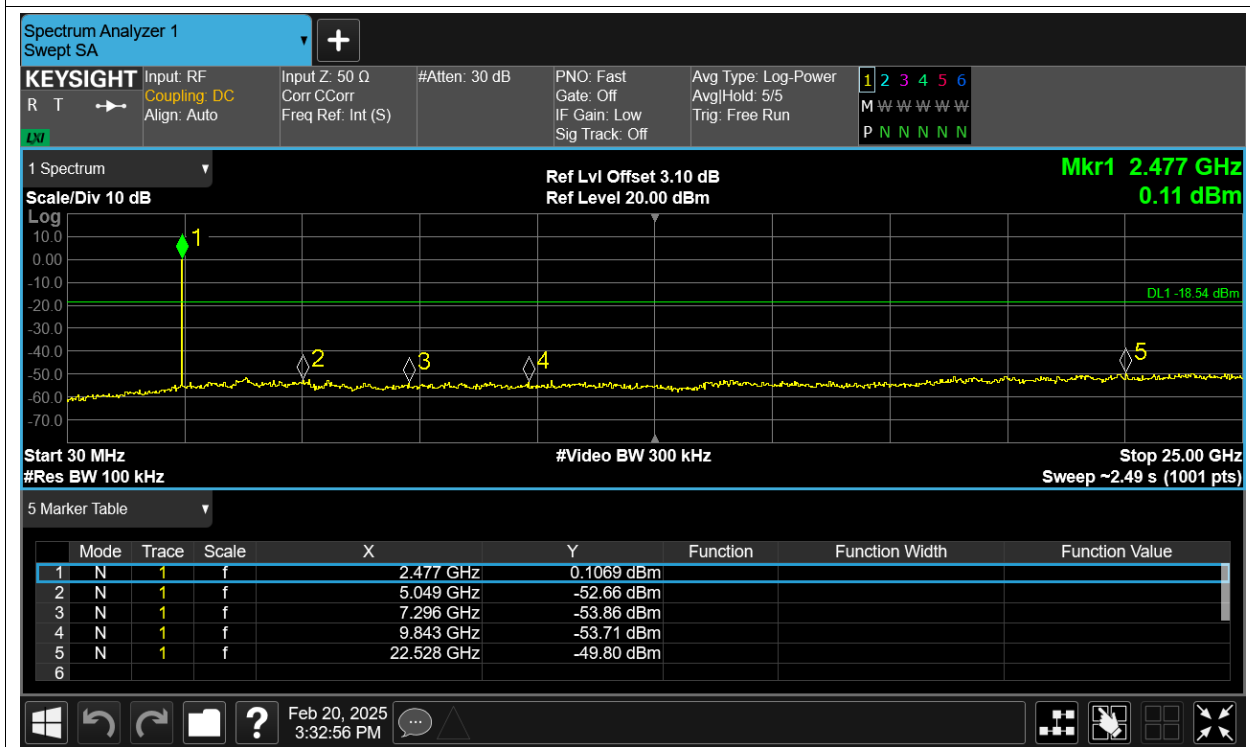 Spectrum Analyzer 1
Swept SA
+
KEYSIGHT
R T
LXI
Input: RF
Coupling: DC
Align: Auto
Input Z: 50 Ω
Corr CCorr
Freq Ref: Int (S)
#Atten: 30 dB
PNO: Fast
Gate: Off
IF Gain: Low
Sig Track: Off
Avg Type: Log-Power
Avg|Hold: 5/5
Trig: Free Run
1 2 3 4 5 6
M W W W W W
P N N N N N
1 Spectrum
Scale/Div 10 dB
Ref Lvl Offset 3.10 dB
Ref Level 20.00 dBm
Mkr1 2.477 GHz
0.11 dBm
Log
10.0
0.00
-10.0
-20.0
-30.0
-40.0
-50.0
-60.0
-70.0
1
2
3
4
5
DL1 -18.54 dBm
Start 30 MHz
#Video BW 300 kHz
Stop 25.00 GHz
#Res BW 100 kHz
Sweep ~2.49 s (1001 pts)
5 Marker Table
Mode Trace Scale X Y Function Function Width Function Value
1 N 1 f 2.477 GHz 0.1069 dBm
2 N 1 f 5.049 GHz -52.66 dBm
3 N 1 f 7.296 GHz -53.86 dBm
4 N 1 f 9.843 GHz -53.71 dBm
5 N 1 f 22.528 GHz -49.80 dBm
6
?
Feb 20, 2025
3:32:56 PM